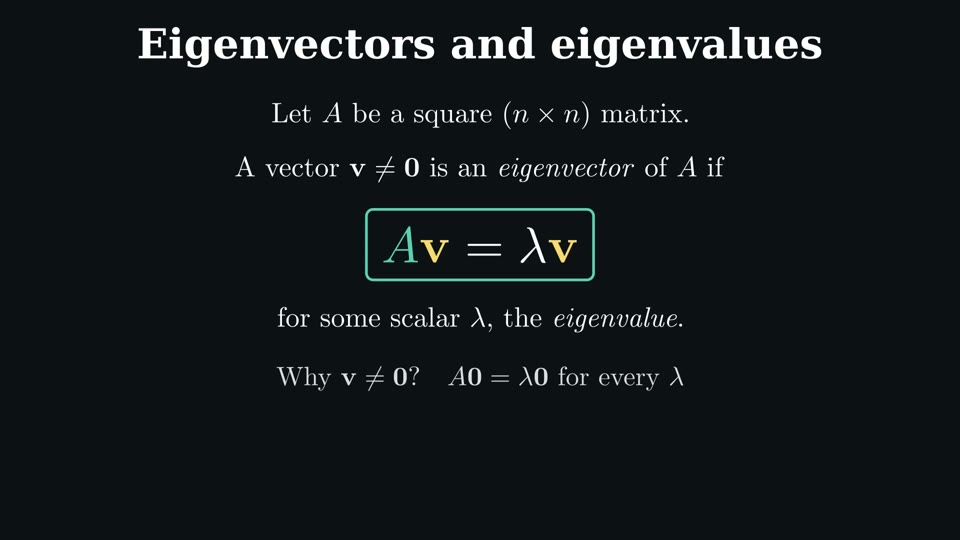 Eigenvectors and eigenvalues
Let A be a square (n × n) matrix.
A vector v ≠ 0 is an eigenvector of A if
Av = λv
for some scalar λ, the eigenvalue.
Why v ≠ 0? A0 = λ0 for every λ